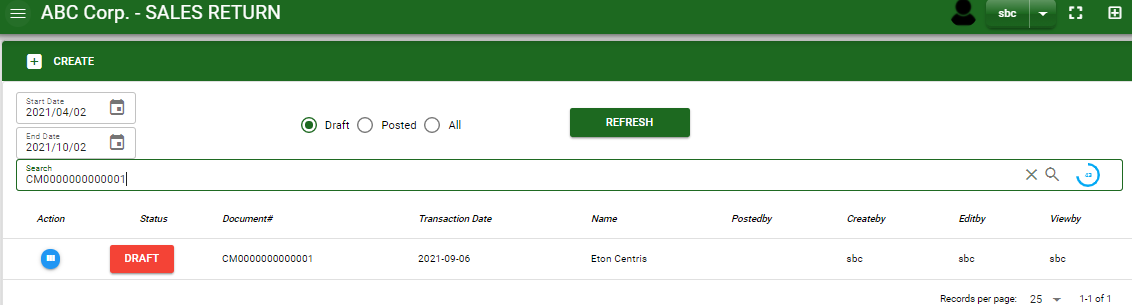 ABC Corp. - SALES RETURN
sbc
CREATE
Start Date
2021/04/02
End Date
2021/10/02
Draft Posted All
REFRESH
Search
CM0000000000001
Action Status Document# Transaction Date Name Postedby Createby Editby Viewby
DRAFT CM0000000000001 2021-09-06 Eton Centris sbc sbc sbc
Records per page: 25 1-1 of 1